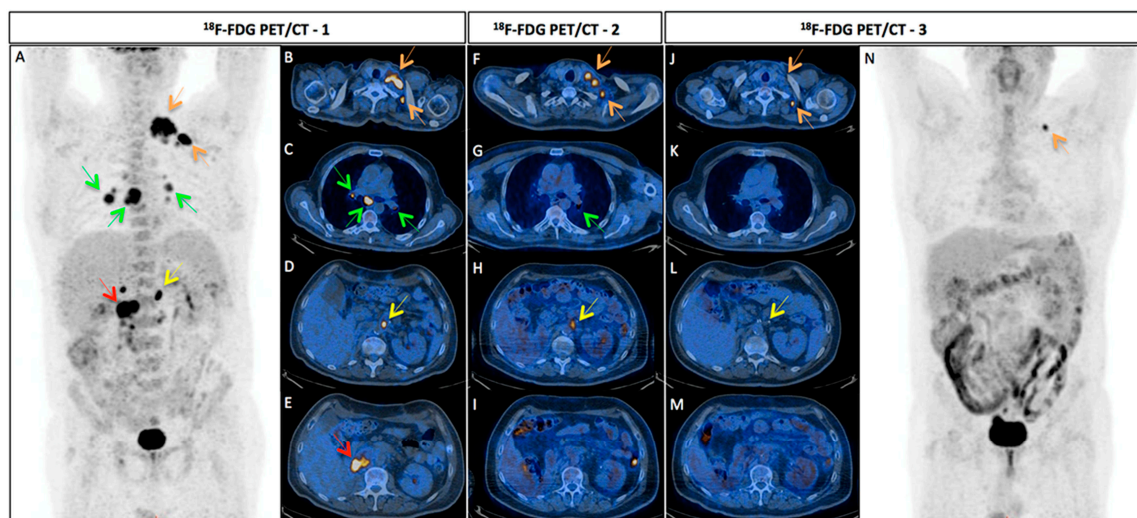 ¹⁸F-FDG PET/CT - 1
¹⁸F-FDG PET/CT - 2
¹⁸F-FDG PET/CT - 3
A
B
F
J
N
C
G
K
D
H
L
E
I
M